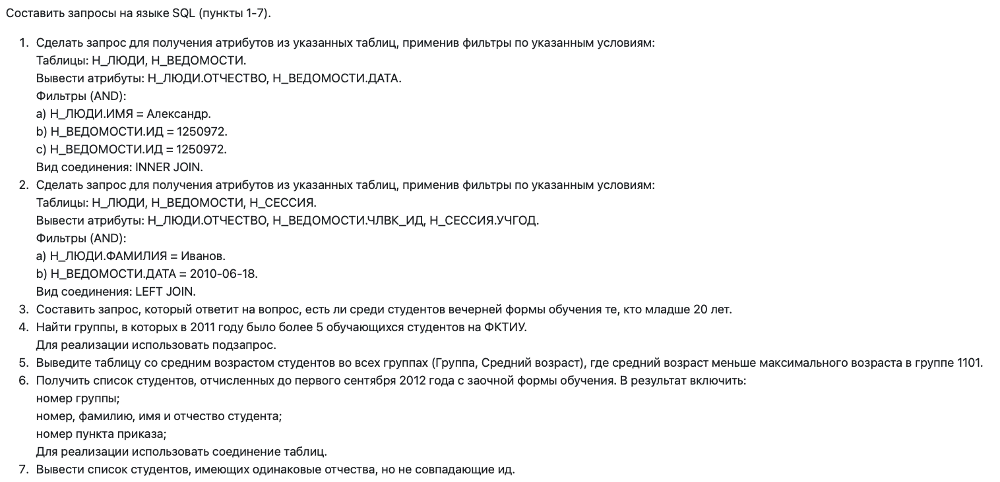 Составить запросы на языке SQL (пункты 1-7).
1. Сделать запрос для получения атрибутов из указанных таблиц, применив фильтры по указанным условиям:
Таблицы: Н_ЛЮДИ, Н_ВЕДОМОСТИ.
Вывести атрибуты: Н_ЛЮДИ.ОТЧЕСТВО, Н_ВЕДОМОСТИ.ДАТА.
Фильтры (AND):
a) Н_ЛЮДИ.ИМЯ = Александр.
b) Н_ВЕДОМОСТИ.ИД = 1250972.
c) Н_ВЕДОМОСТИ.ИД = 1250972.
Вид соединения: INNER JOIN.
2. Сделать запрос для получения атрибутов из указанных таблиц, применив фильтры по указанным условиям:
Таблицы: Н_ЛЮДИ, Н_ВЕДОМОСТИ, Н_СЕССИЯ.
Вывести атрибуты: Н_ЛЮДИ.ОТЧЕСТВО, Н_ВЕДОМОСТИ.ЧЛВК_ИД, Н_СЕССИЯ.УЧГОД.
Фильтры (AND):
a) Н_ЛЮДИ.ФАМИЛИЯ = Иванов.
b) Н_ВЕДОМОСТИ.ДАТА = 2010-06-18.
Вид соединения: LEFT JOIN.
3. Составить запрос, который ответит на вопрос, есть ли среди студентов вечерней формы обучения те, кто младше 20 лет.
4. Найти группы, в которых в 2011 году было более 5 обучающихся студентов на ФКТИУ.
Для реализации использовать подзапрос.
5. Выведите таблицу со средним возрастом студентов во всех группах (Группа, Средний возраст), где средний возраст меньше максимального возраста в группе 1101.
6. Получить список студентов, отчисленных до первого сентября 2012 года с заочной формы обучения. В результат включить:
номер группы;
номер, фамилию, имя и отчество студента;
номер пункта приказа;
Для реализации использовать соединение таблиц.
7. Вывести список студентов, имеющих одинаковые отчества, но не совпадающие ид.